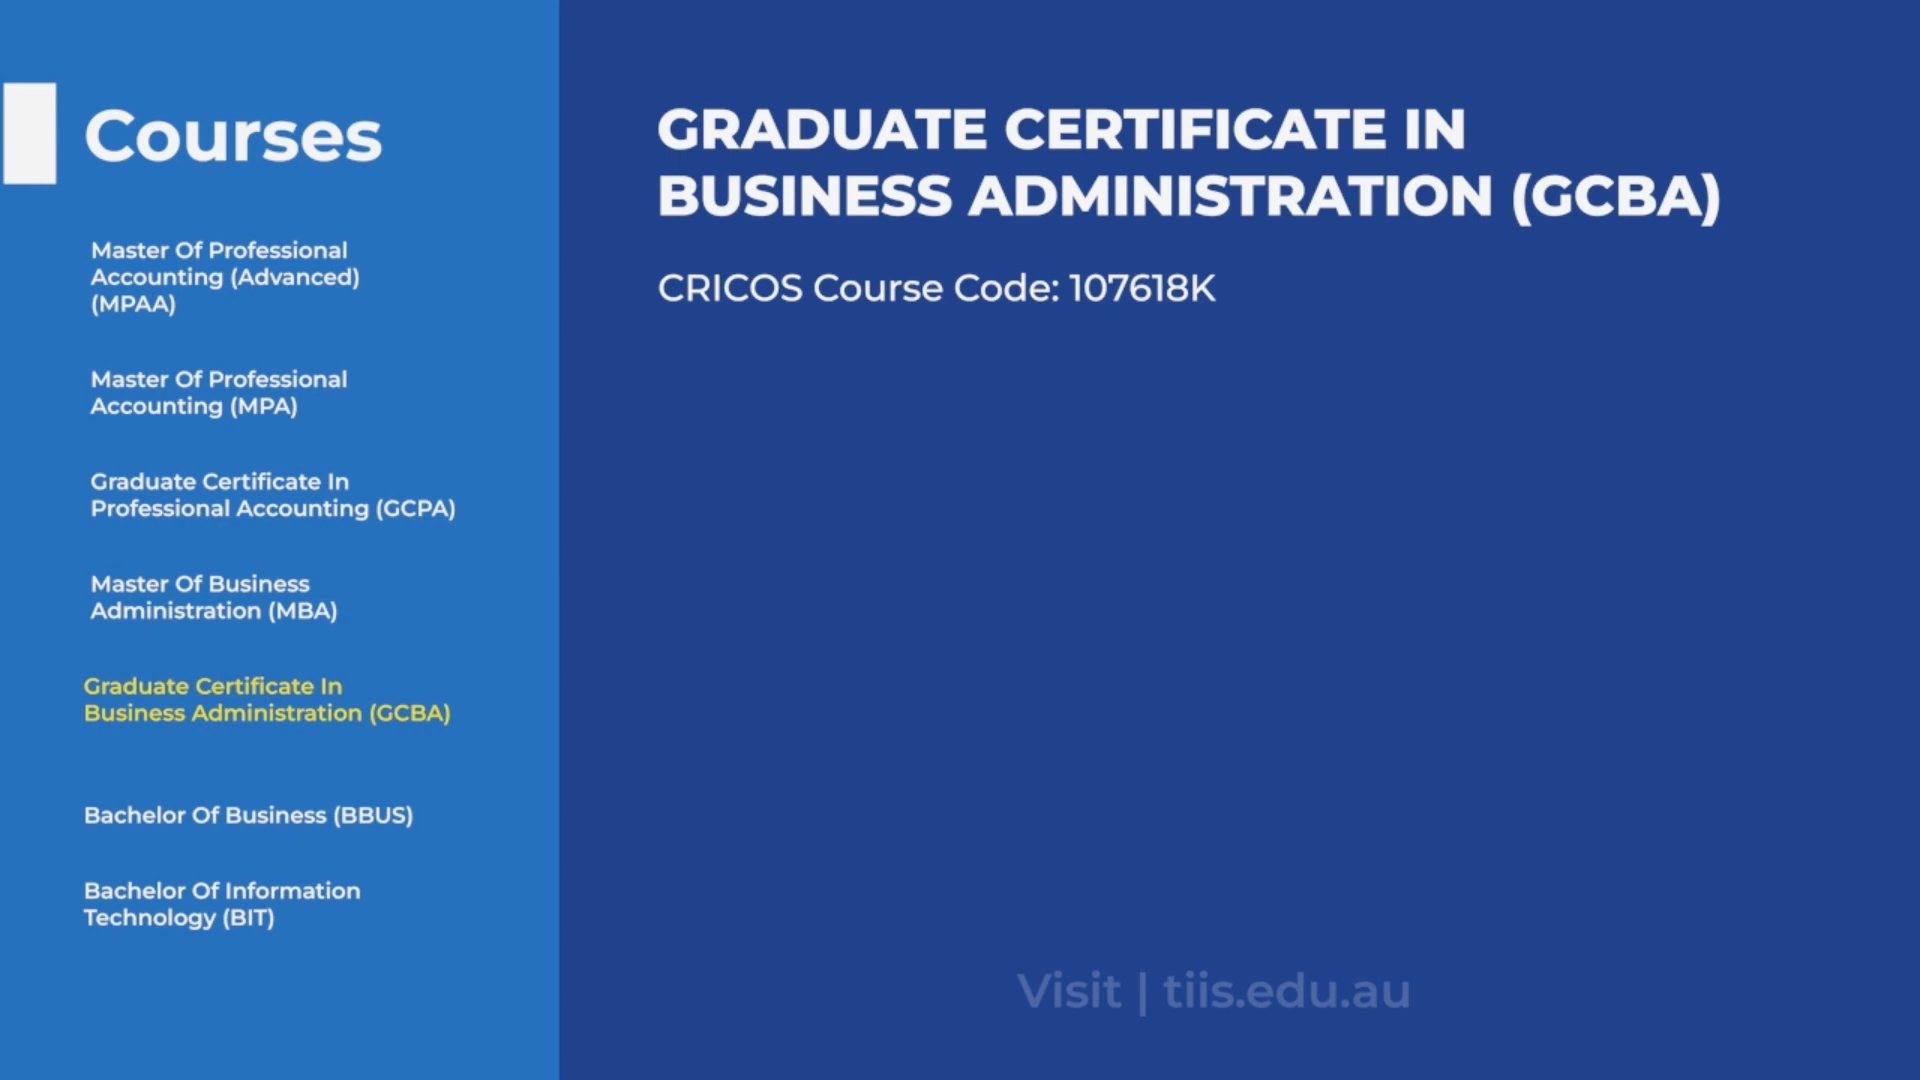 Courses
Master Of Professional
Accounting (Advanced)
(MPAA)
Master Of Professional
Accounting (MPA)
Graduate Certificate In
Professional Accounting (GCPA)
Master Of Business
Administration (MBA)
Graduate Certificate In
Business Administration (GCBA)
Bachelor Of Business (BBUS)
Bachelor Of Information
Technology (BIT)
GRADUATE CERTIFICATE IN
BUSINESS ADMINISTRATION (GCBA)
CRICOS Course Code: 107618K
Visit | tiis.edu.au